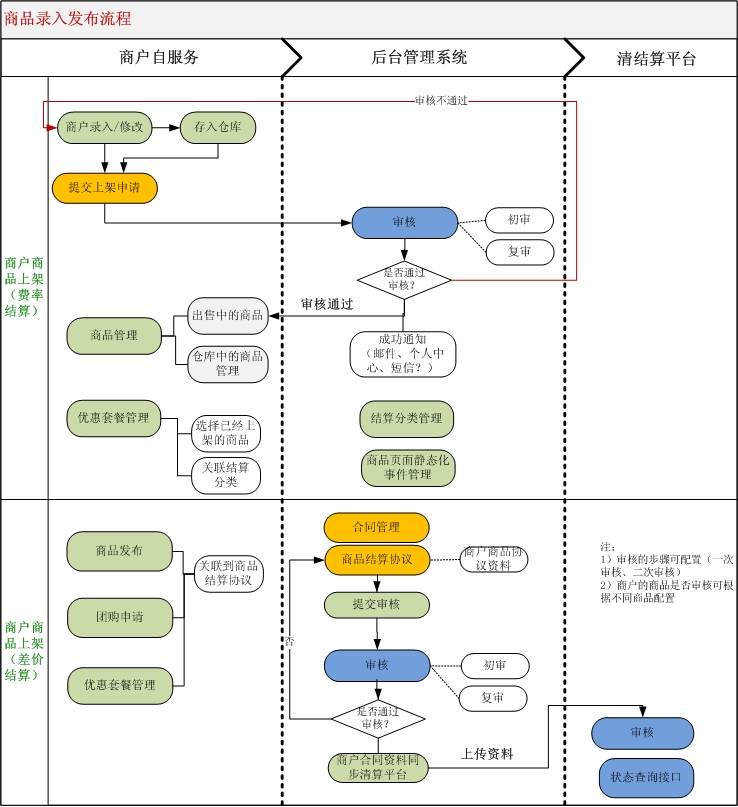 商品录入发布流程
商户自服务
后台管理系统
清结算平台
审核不通过
商户录入/修改
存入仓库
提交上架申请
审核
初审
复审
是否通过
审核？
商户商
品上架
（费率
结算）
审核通过
出售中的商品
商品管理
仓库中的商品
管理
成功通知
（邮件、个人中
心、短信？）
优惠套餐管理
选择已经上
架的商品
关联结算
分类
结算分类管理
商品页面静态化
事件管理
合同管理
商品发布
商品结算协议
商户商品协
议资料
注：
1）审核的步骤可配置（一次
审核、二次审核）
2）商户的商品是否审核可根
据不同商品配置
关联到商品
结算协议
提交审核
团购申请
商户商
品上架
（差价
结算）
否
审核
初审
复审
优惠套餐管理
是否通过
审核？
商户合同资料同
步清算平台
上传资料
审核
状态查询接口